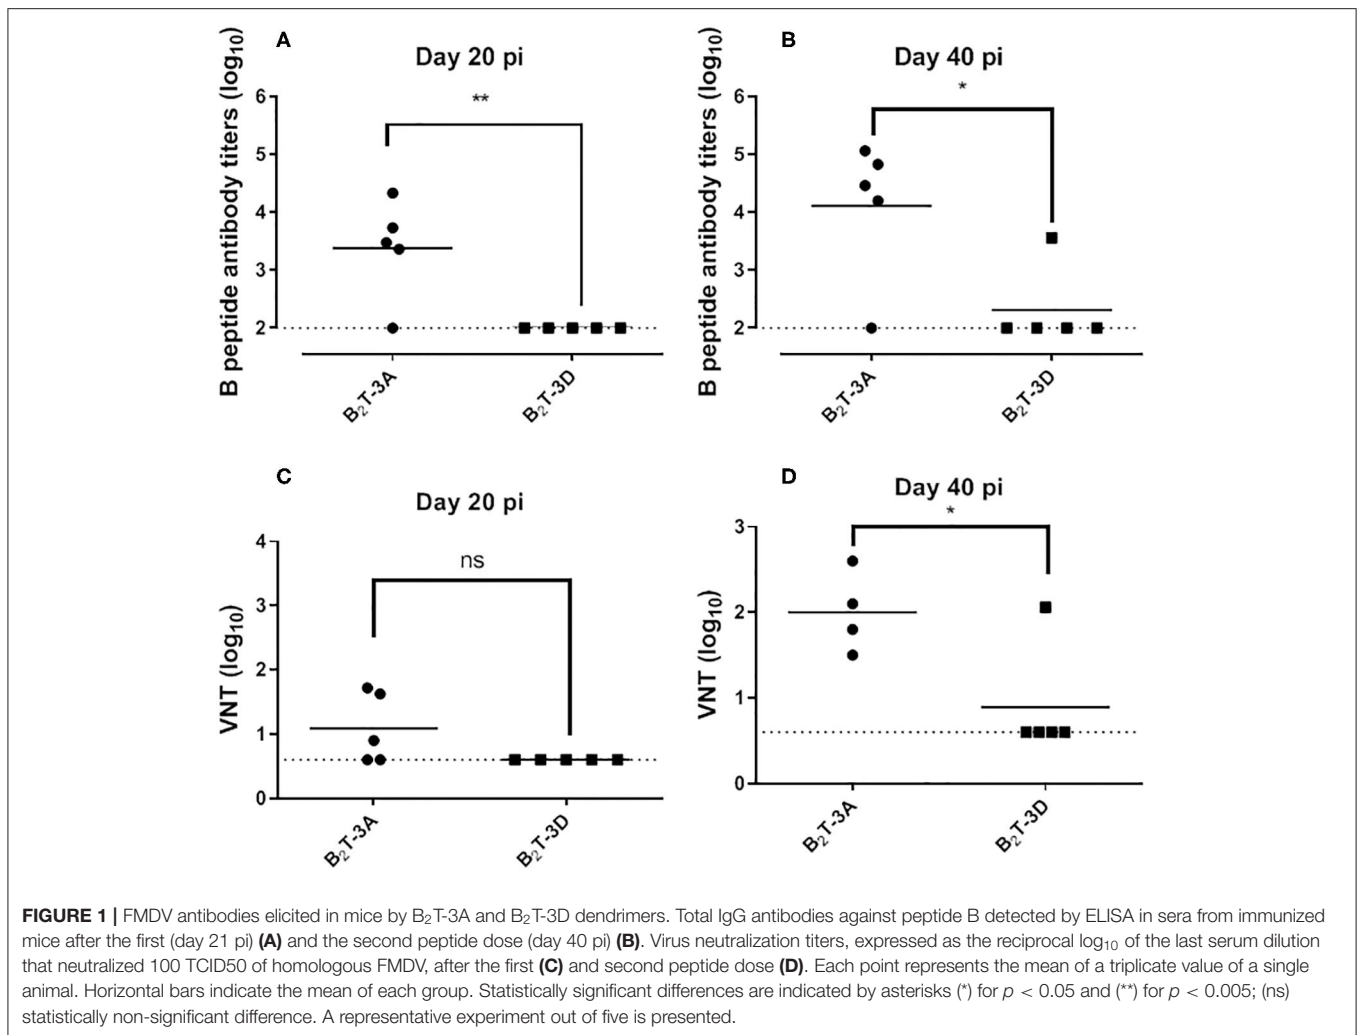 A
Day 20 pi
B peptide antibody titers (log10)
**
6
5
4
3
2
B2T-3A
B2T-3D
B
Day 40 pi
B peptide antibody titers (log10)
*
6
5
4
3
2
B2T-3A
B2T-3D
C
Day 20 pi
VNT (log10)
ns
4
3
2
1
0
B2T-3A
B2T-3D
D
Day 40 pi
VNT (log10)
*
3
2
1
0
B2T-3A
B2T-3D
FIGURE 1 | FMDV antibodies elicited in mice by B2T-3A and B2T-3D dendrimers. Total IgG antibodies against peptide B detected by ELISA in sera from immunized
mice after the first (day 21 pi) (A) and the second peptide dose (day 40 pi) (B). Virus neutralization titers, expressed as the reciprocal log10 of the last serum dilution
that neutralized 100 TCID50 of homologous FMDV, after the first (C) and second peptide dose (D). Each point represents the mean of a triplicate value of a single
animal. Horizontal bars indicate the mean of each group. Statistically significant differences are indicated by asterisks (*) for p < 0.05 and (**) for p < 0.005; (ns)
statistically non-significant difference. A representative experiment out of five is presented.